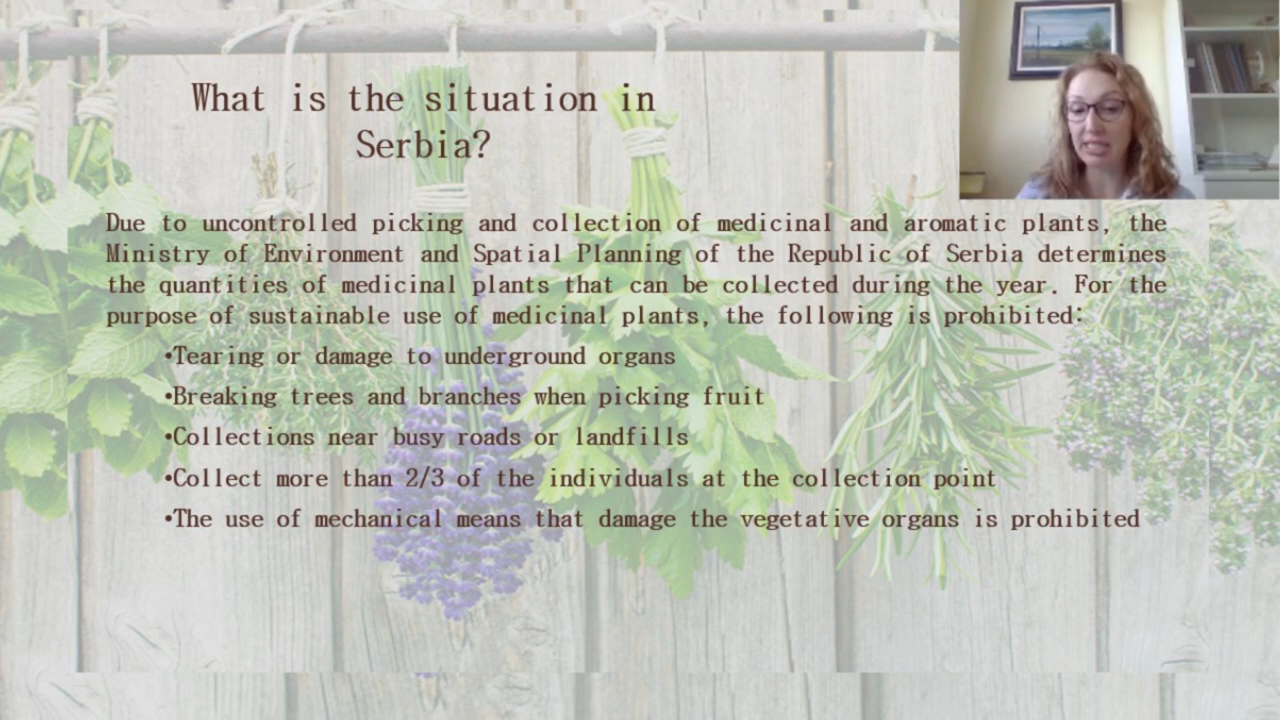 What is the situation in
Serbia?
Due to uncontrolled picking and collection of medicinal and aromatic plants, the
Ministry of Environment and Spatial Planning of the Republic of Serbia determines
the quantities of medicinal plants that can be collected during the year. For the
purpose of sustainable use of medicinal plants, the following is prohibited:
•Tearing or damage to underground organs
•Breaking trees and branches when picking fruit
•Collections near busy roads or landfills
•Collect more than 2/3 of the individuals at the collection point
•The use of mechanical means that damage the vegetative organs is prohibited